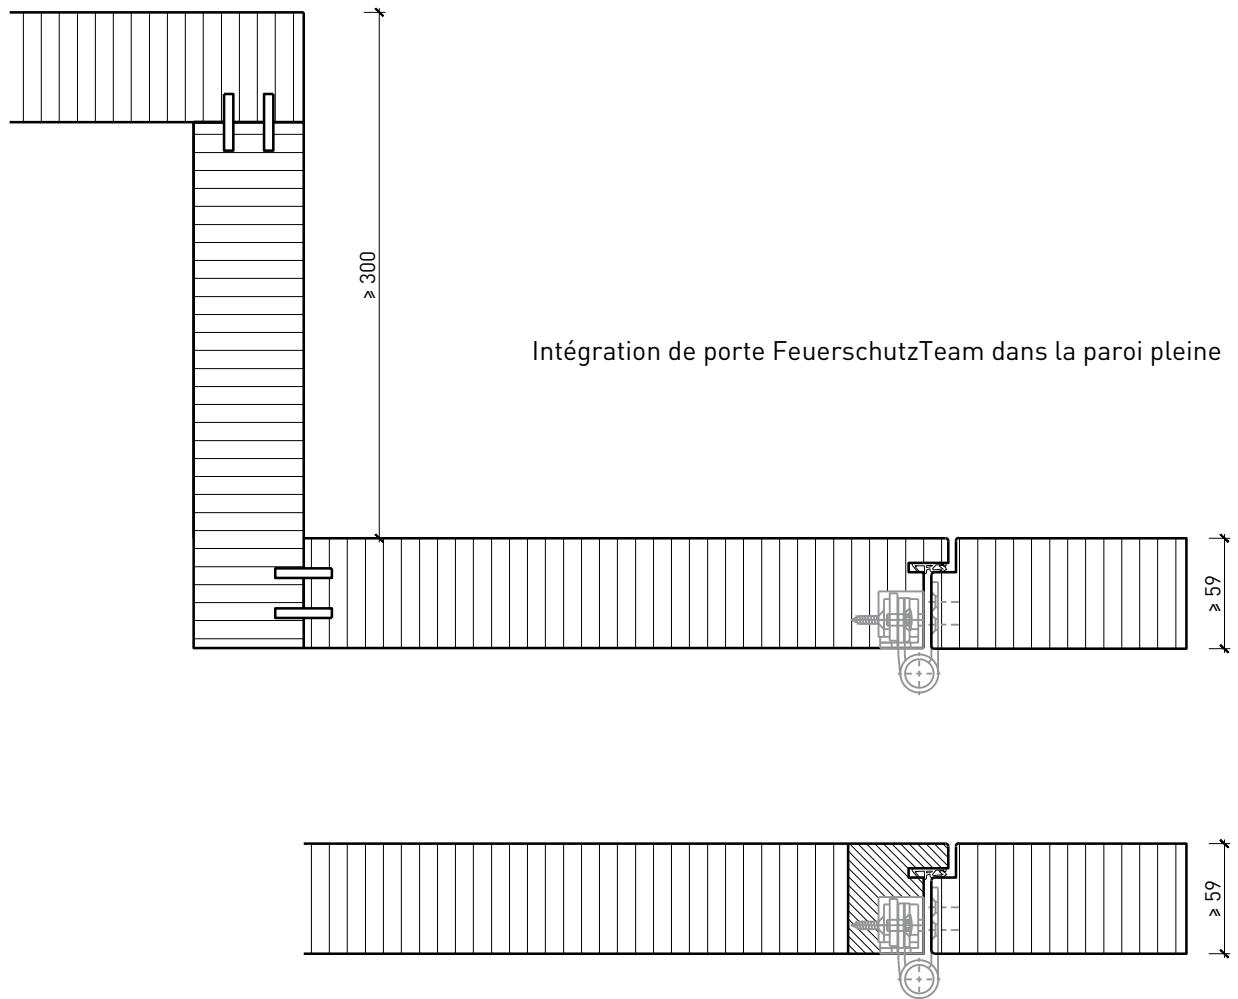 ⩾ 300
Intégration de porte FeuerschutzTeam dans la paroi pleine
⩾ 59
⩾ 59